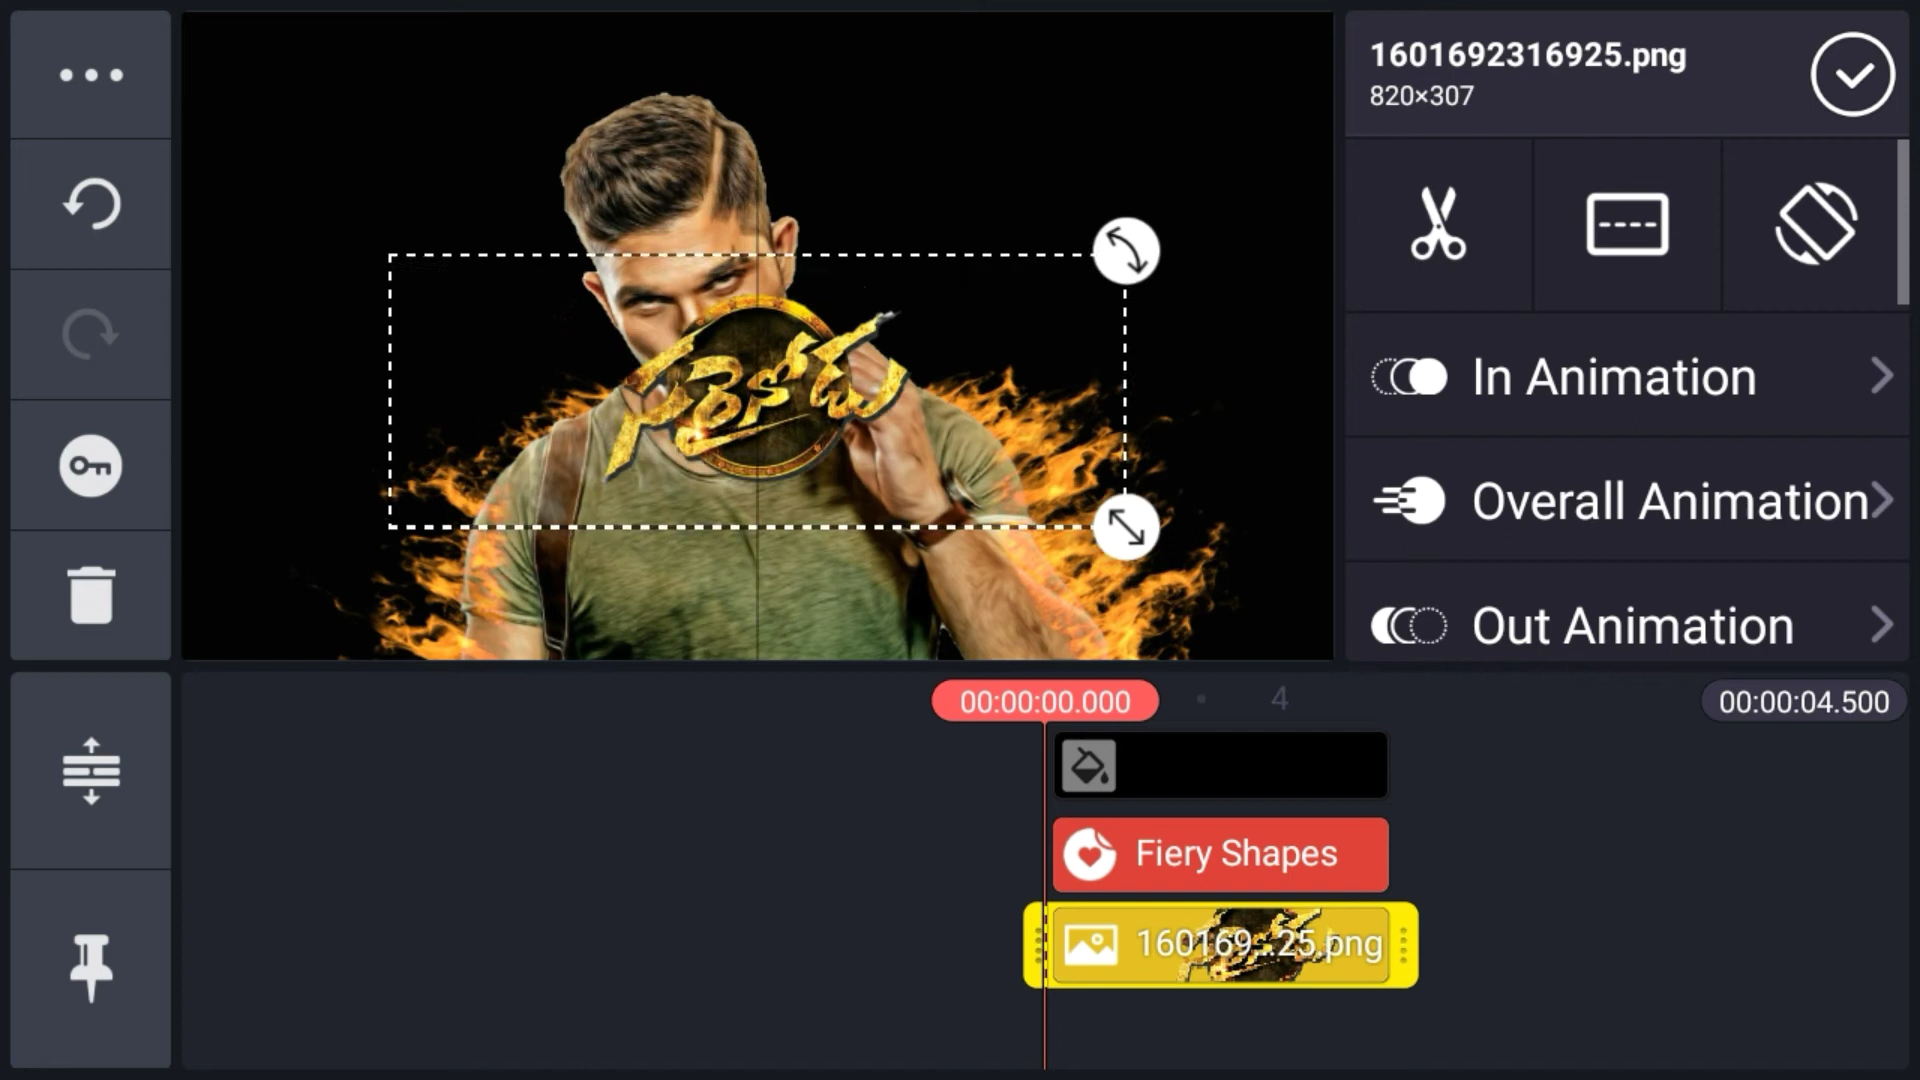 1601692316925.png
820×307
సరైనోడు
In Animation
Overall Animation
Out Animation
00:00:00.000
4
00:00:04.500
Fiery Shapes
160169...25.png